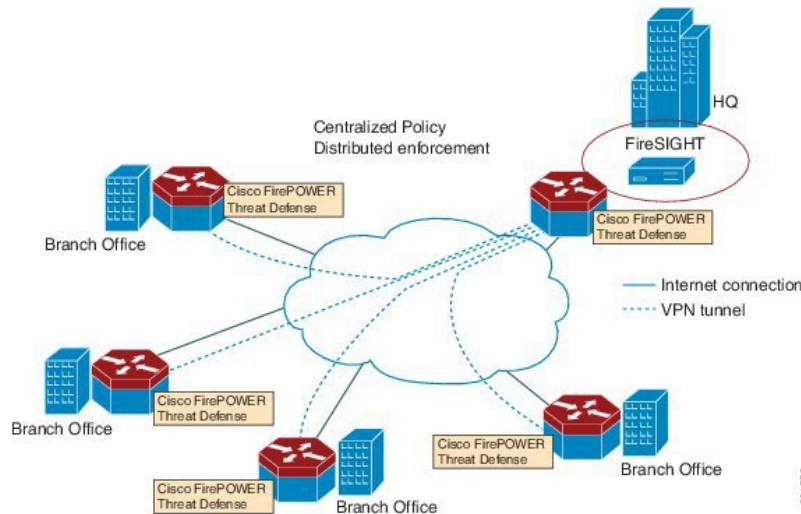 HQ
FireSIGHT
Centralized Policy
Distributed enforcement
Cisco FirePOWER
Threat Defense
Branch Office
Cisco FirePOWER
Threat Defense
Internet connection
VPN tunnel
Cisco FirePOWER
Threat Defense
Branch Office
Cisco FirePOWER
Threat Defense
Branch Office
Cisco FirePOWER
Threat Defense
Branch Office